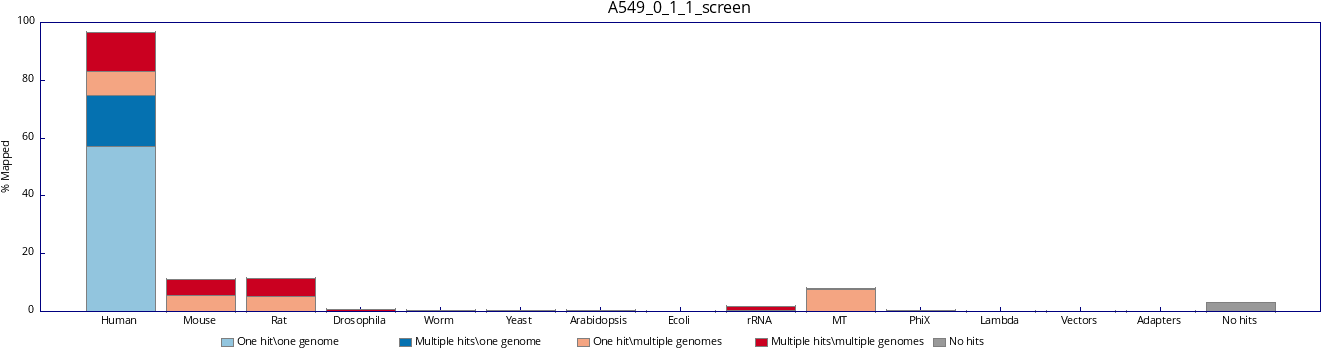 A549_0_1_1_screen
100
80
60
40
20
0
% Mapped
Human Mouse Rat Drosophila Worm Yeast Arabidopsis Ecoli rRNA MT PhiX Lambda Vectors Adapters No hits
One hit\one genome Multiple hits\one genome One hit\multiple genomes Multiple hits\multiple genomes No hits